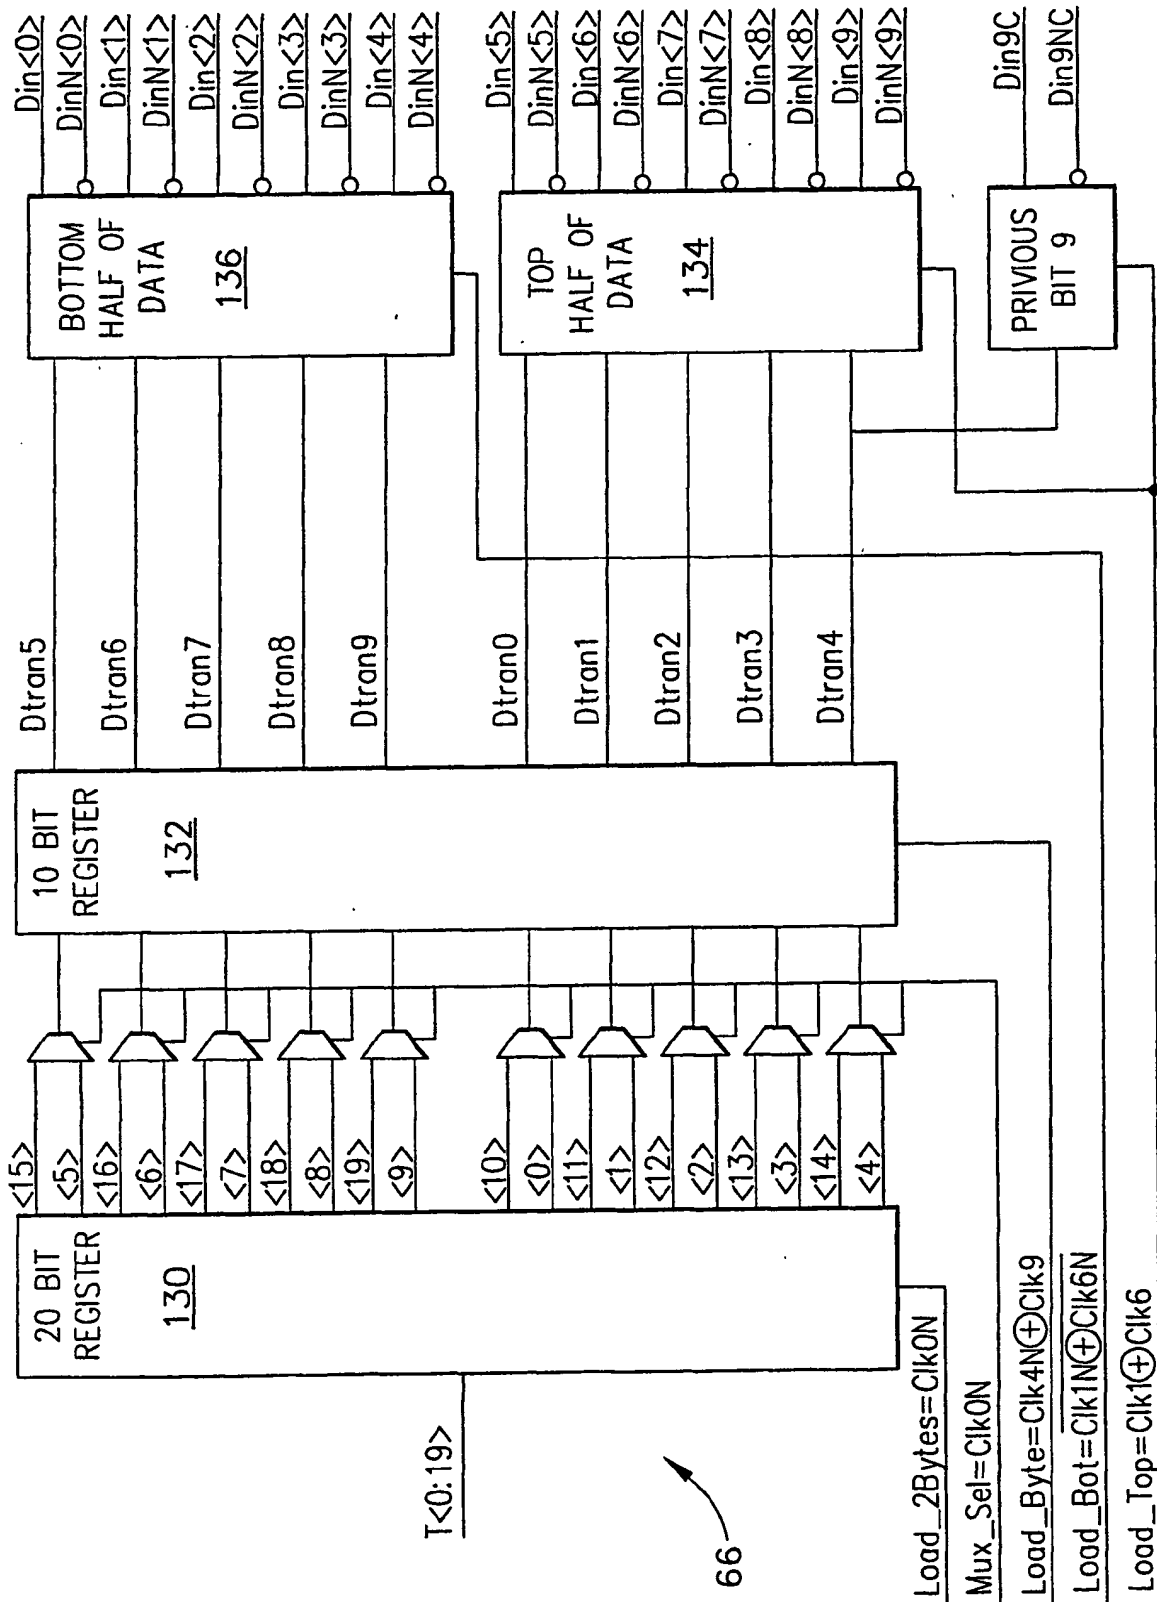 T<0:19>
66
20 BIT
REGISTER
130
<15>
<5>
<16>
<6>
<17>
<7>
<18>
<8>
<19>
<9>
<10>
<0>
<11>
<1>
<12>
<2>
<13>
<3>
<14>
<4>
10 BIT
REGISTER
132
Dtran5
Dtran6
Dtran7
Dtran8
Dtran9
Dtran0
Dtran1
Dtran2
Dtran3
Dtran4
BOTTOM
HALF OF
DATA
136
TOP
HALF OF
DATA
134
PRIVIOUS
BIT 9
Din<0>
DinN<0>
Din<1>
DinN<1>
Din<2>
DinN<2>
Din<3>
DinN<3>
Din<4>
DinN<4>
Din<5>
DinN<5>
Din<6>
DinN<6>
Din<7>
DinN<7>
Din<8>
DinN<8>
Din<9>
DinN<9>
Din9C
Din9NC
Load_2Bytes=Clk0N
Mux_Sel=Clk0N
Load_Byte=Clk4N⊕Clk9
Load_Bot=Clk1N⊕Clk6N
Load_Top=Clk1⊕Clk6